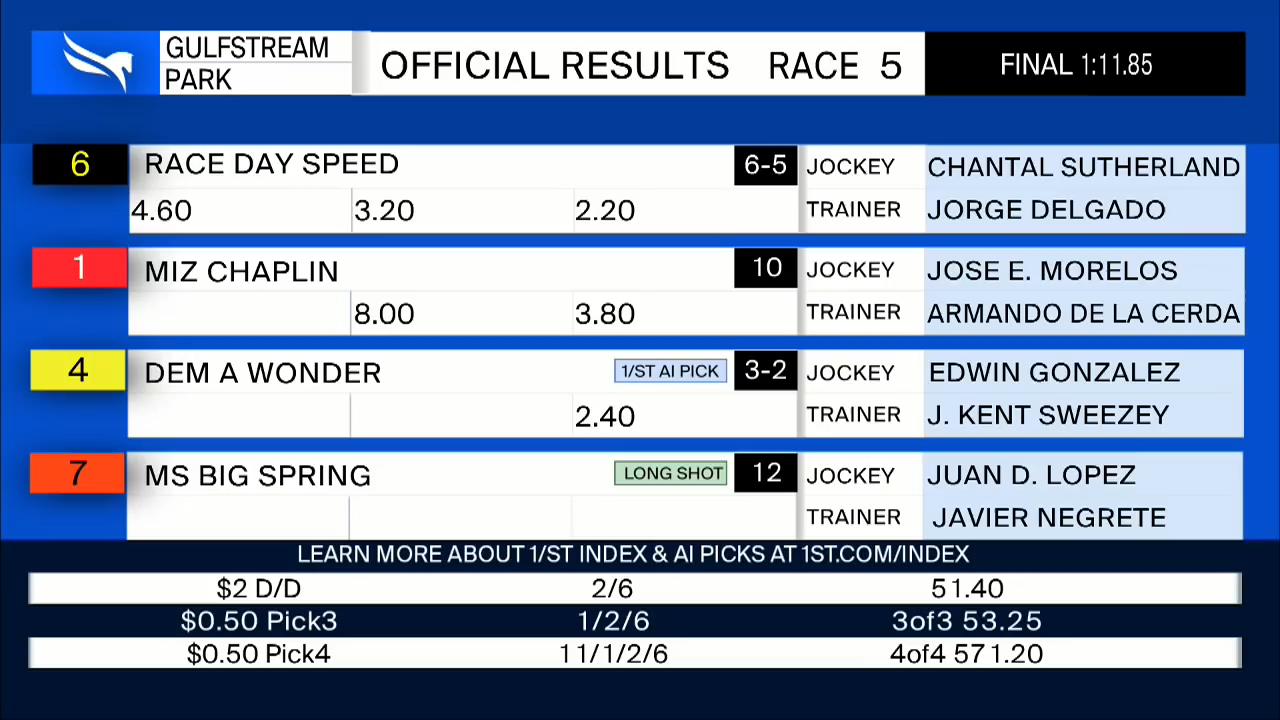 GULFSTREAM
PARK
OFFICIAL RESULTS RACE 5
FINAL 1:11.85
6 RACE DAY SPEED 6-5 JOCKEY CHANTAL SUTHERLAND
4.60 3.20 2.20 TRAINER JORGE DELGADO
1 MIZ CHAPLIN 10 JOCKEY JOSE E. MORELOS
8.00 3.80 TRAINER ARMANDO DE LA CERDA
4 DEM A WONDER 1/ST AI PICK 3-2 JOCKEY EDWIN GONZALEZ
2.40 TRAINER J. KENT SWEEZEY
7 MS BIG SPRING LONG SHOT 12 JOCKEY JUAN D. LOPEZ
TRAINER JAVIER NEGRETE
LEARN MORE ABOUT 1/ST INDEX & AI PICKS AT 1ST.COM/INDEX
$2 D/D 2/6 51.40
$0.50 Pick3 1/2/6 3of3 53.25
$0.50 Pick4 11/1/2/6 4of4 571.20